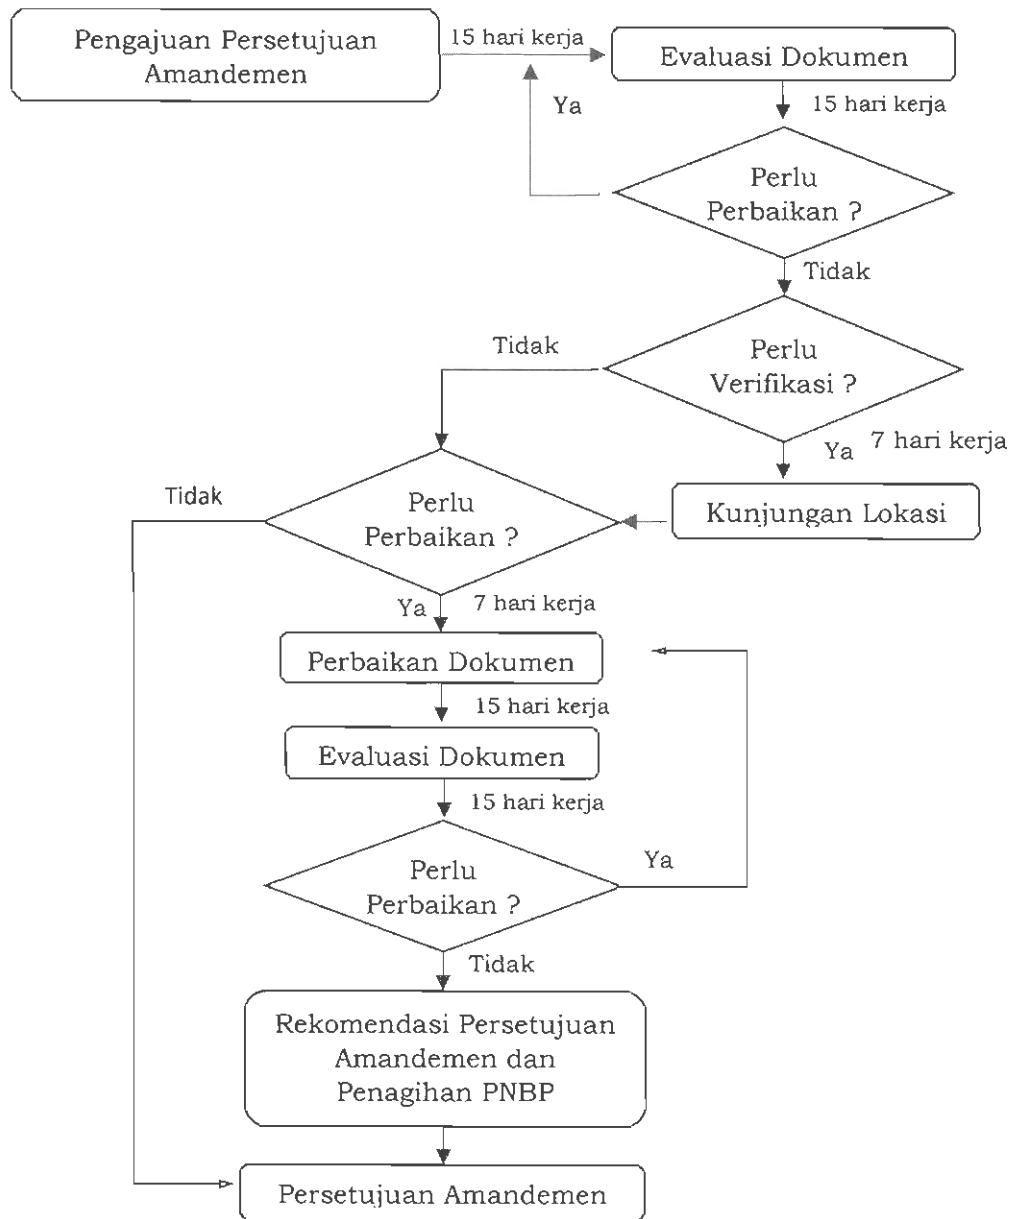 Pengajuan Persetujuan
Amandemen
15 hari kerja
Evaluasi Dokumen
Ya
15 hari kerja
Perlu
Perbaikan ?
Tidak
Tidak
Perlu
Verifikasi ?
Ya
7 hari kerja
Tidak
Perlu
Perbaikan ?
Kunjungan Lokasi
Ya
7 hari kerja
Perbaikan Dokumen
15 hari kerja
Evaluasi Dokumen
15 hari kerja
Perlu
Perbaikan ?
Ya
Tidak
Rekomendasi Persetujuan
Amandemen dan
Penagihan PNBP
Persetujuan Amandemen